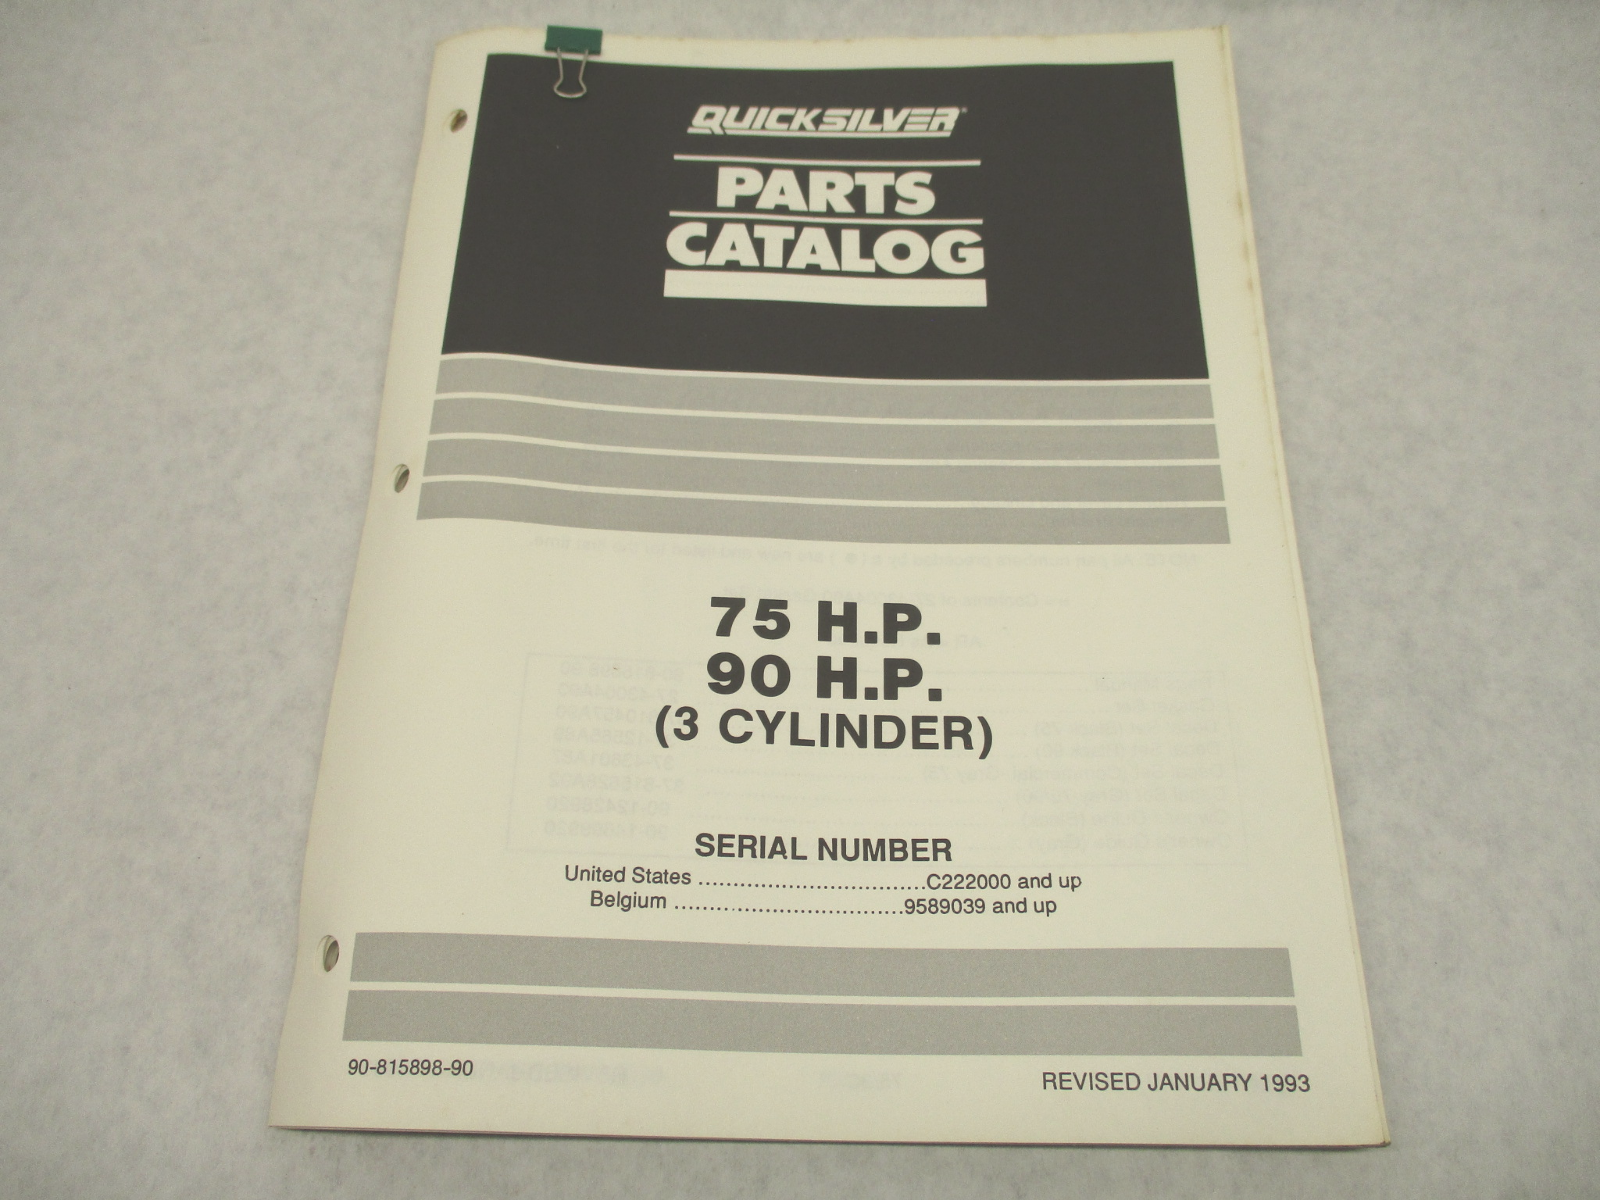 QUICKSILVER
PARTS
CATALOG
75 H.P.
90 H.P.
(3 CYLINDER)
SERIAL NUMBER
United States ................................C222000 and up
Belgium .................................9589039 and up
90-815898-90
REVISED JANUARY 1993